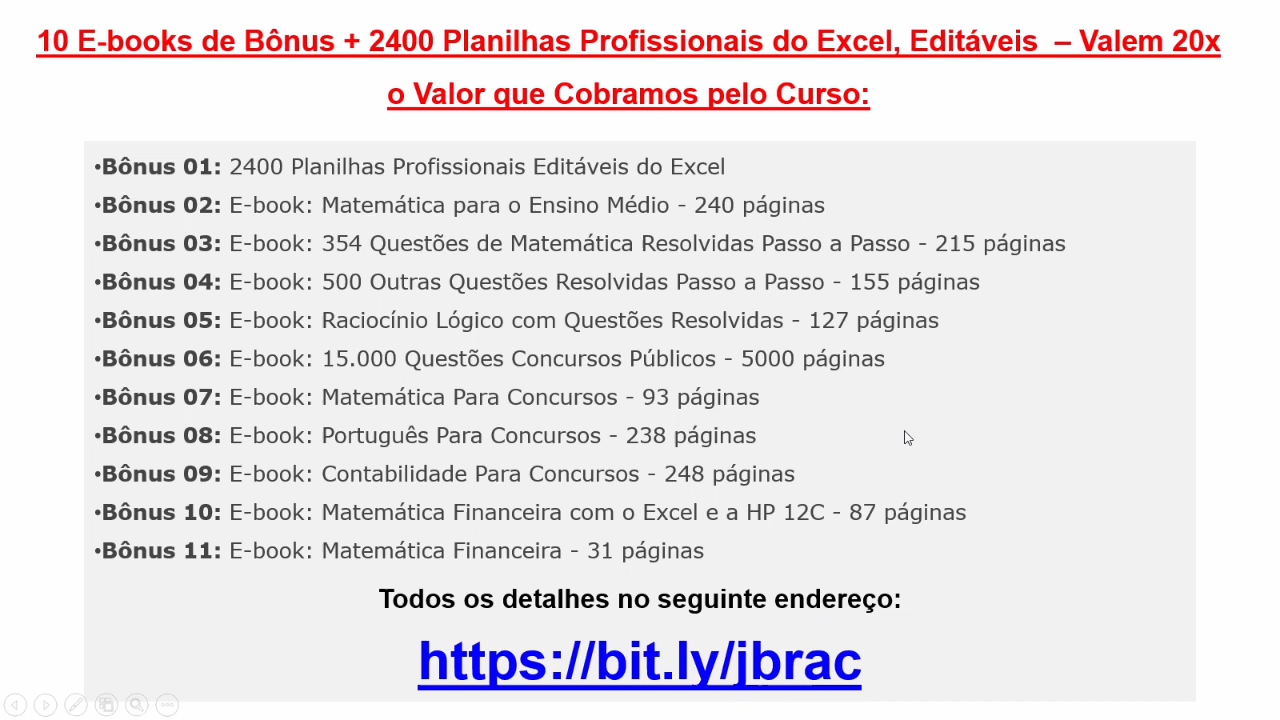 10 E-books de Bônus + 2400 Planilhas Profissionais do Excel, Editáveis – Valem 20x
o Valor que Cobramos pelo Curso:
•Bônus 01: 2400 Planilhas Profissionais Editáveis do Excel
•Bônus 02: E-book: Matemática para o Ensino Médio - 240 páginas
•Bônus 03: E-book: 354 Questões de Matemática Resolvidas Passo a Passo - 215 páginas
•Bônus 04: E-book: 500 Outras Questões Resolvidas Passo a Passo - 155 páginas
•Bônus 05: E-book: Raciocínio Lógico com Questões Resolvidas - 127 páginas
•Bônus 06: E-book: 15.000 Questões Concursos Públicos - 5000 páginas
•Bônus 07: E-book: Matemática Para Concursos - 93 páginas
•Bônus 08: E-book: Português Para Concursos - 238 páginas
•Bônus 09: E-book: Contabilidade Para Concursos - 248 páginas
•Bônus 10: E-book: Matemática Financeira com o Excel e a HP 12C - 87 páginas
•Bônus 11: E-book: Matemática Financeira - 31 páginas
Todos os detalhes no seguinte endereço:
https://bit.ly/jbrac